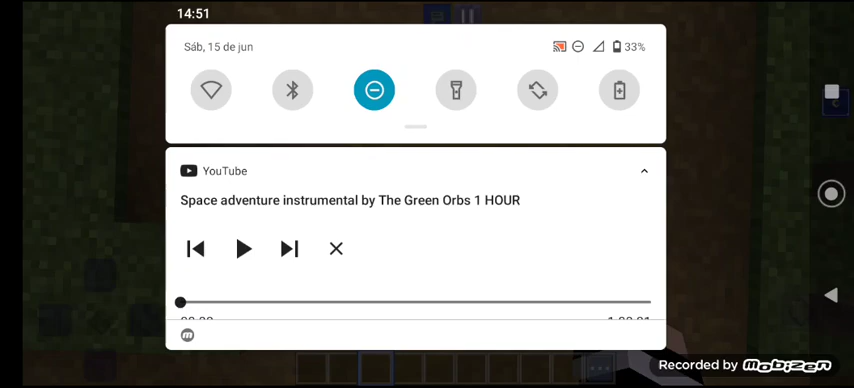 14:51
Sáb, 15 de jun
33%
YouTube
Space adventure instrumental by The Green Orbs 1 HOUR
Recorded by mobizen